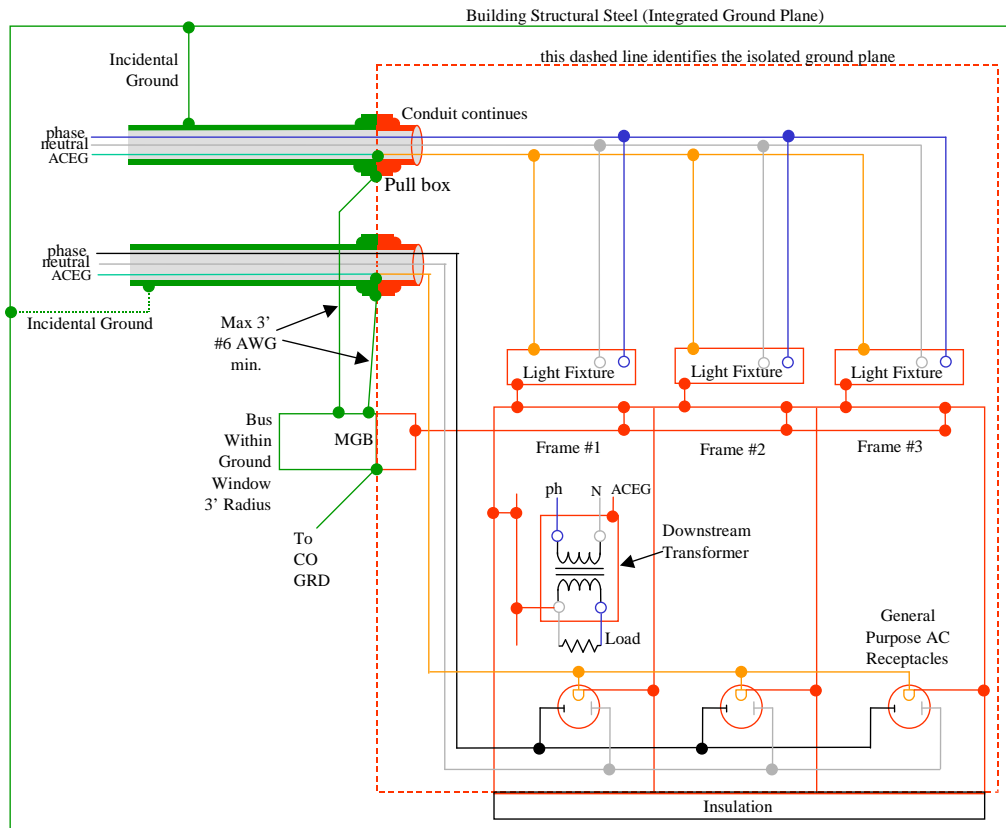 Building Structural Steel (Integrated Ground Plane)
Incidental
Ground
this dashed line identifies the isolated ground plane
Conduit continues
phase
neutral
ACEG
Pull box
phase
neutral
ACEG
Incidental Ground
Max 3’
#6 AWG
min.
Light Fixture
Light Fixture
Light Fixture
Bus
Within
Ground
Window
3’ Radius
MGB
Frame #1
Frame #2
Frame #3
ph
N
ACEG
To
CO
GRD
Downstream
Transformer
Load
General
Purpose AC
Receptacles
Insulation